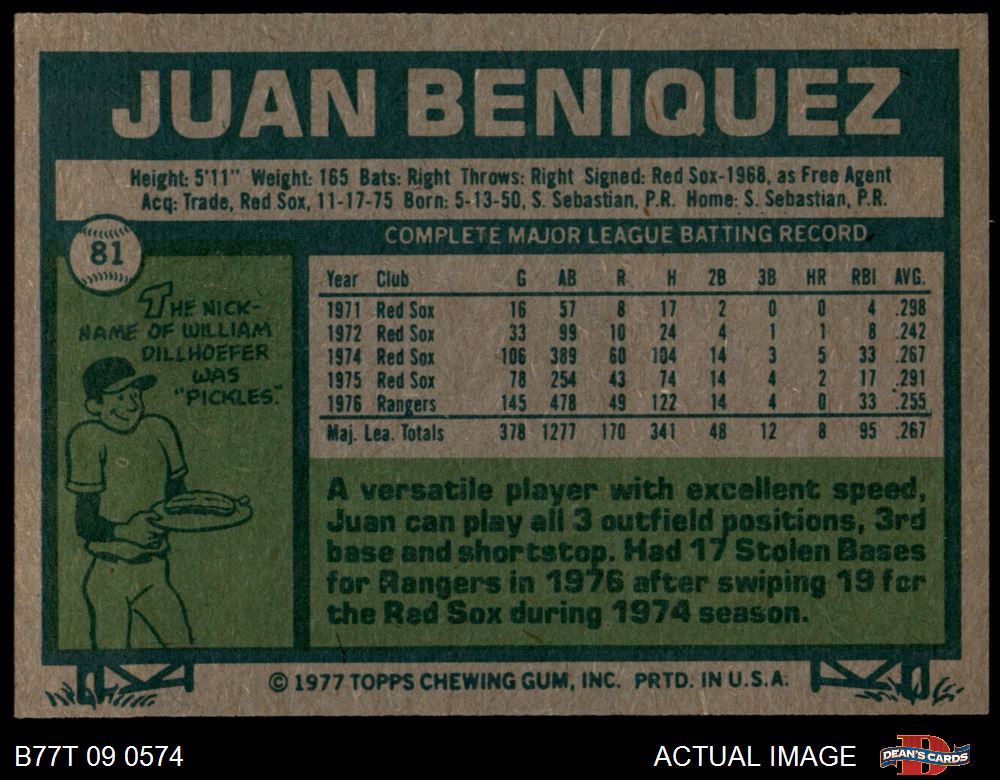 JUAN BENIQUEZ
Height: 5'11" Weight: 165 Bats: Right Throws: Right Signed: Red Sox-1968, as Free Agent
Acq: Trade, Red Sox, 11-17-75 Born: 5-13-50, S. Sebastian, P.R. Home: S. Sebastian, P.R.
81
THE NICK-
NAME OF WILLIAM
DILLHOEFER
WAS
"PICKLES."
COMPLETE MAJOR LEAGUE BATTING RECORD
Year Club G AB R H 2B 3B HR RBI AVG.
1971 Red Sox 16 57 8 17 2 0 0 4 .298
1972 Red Sox 33 99 10 24 4 1 1 8 .242
1974 Red Sox 106 389 60 104 14 3 5 33 .267
1975 Red Sox 78 254 43 74 14 4 2 17 .291
1976 Rangers 145 478 49 122 14 4 0 33 .255
Maj. Lea. Totals 378 1277 170 341 48 12 8 95 .267
A versatile player with excellent speed,
Juan can play all 3 outfield positions, 3rd
base and shortstop. Had 17 Stolen Bases
for Rangers in 1976 after swiping 19 for
the Red Sox during 1974 season.
© 1977 TOPPS CHEWING GUM, INC. PRTD. IN U.S.A.
B77T 09 0574
ACTUAL IMAGE
DEAN'S CARDS